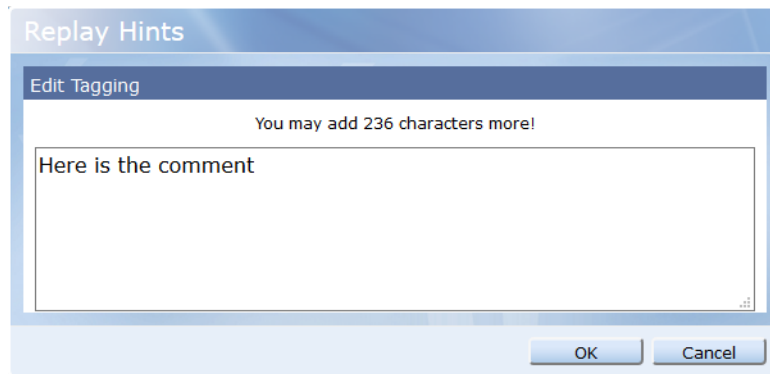 Replay Hints
Edit Tagging
You may add 236 characters more!
Here is the comment
OK
Cancel